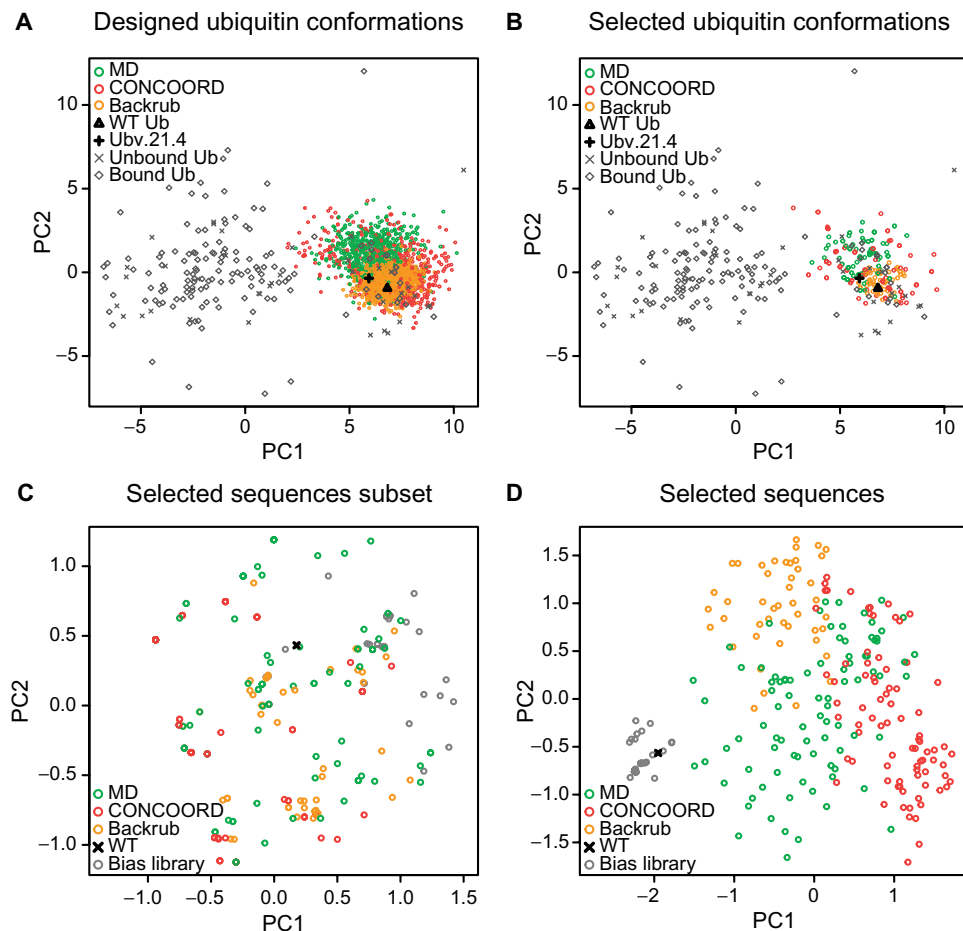 A Designed ubiquitin conformations
MD
CONCOORD
Backrub
WT Ub
Ubv.21.4
Unbound Ub
Bound Ub
10
5
0
−5
PC2
−5 0 5 10
PC1
B Selected ubiquitin conformations
MD
CONCOORD
Backrub
WT Ub
Ubv.21.4
Unbound Ub
Bound Ub
10
5
0
−5
PC2
−5 0 5 10
PC1
C Selected sequences subset
1.0
0.5
0.0
−0.5
−1.0
PC2
MD
CONCOORD
Backrub
WT
Bias library
−1.0 −0.5 0.0 0.5 1.0 1.5
PC1
D Selected sequences
1.5
1.0
0.5
0.0
−0.5
−1.0
−1.5
PC2
MD
CONCOORD
Backrub
WT
Bias library
−2 −1 0 1
PC1